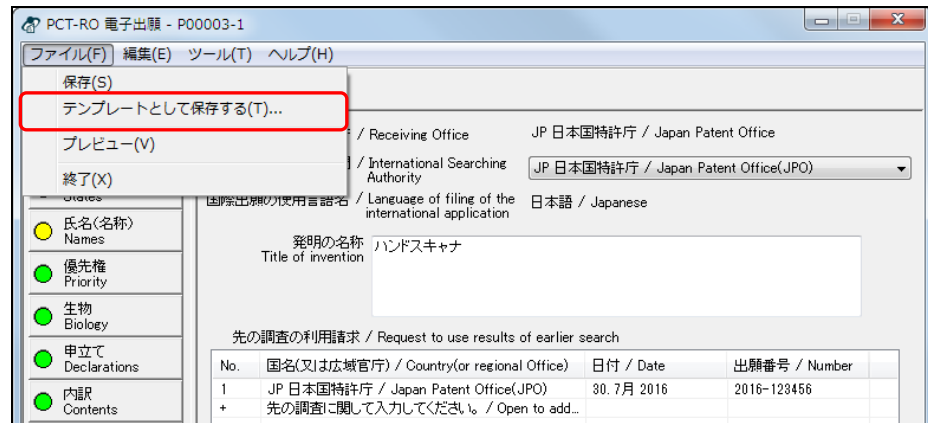 PCT-RO 電子出願 - P00003-1
ファイル(F) 編集(E) ツール(T) ヘルプ(H)
保存(S)
テンプレートとして保存する(T)...
プレビュー(V)
終了(X)
/ Receiving Office JP 日本国特許庁 / Japan Patent Office
/ International Searching Authority
JP 日本国特許庁 / Japan Patent Office(JPO)
States
国際出願の使用言語名 / Language of filing of the international application
日本語 / Japanese
氏名(名称)
Names
発明の名称
Title of invention
ハンドスキャナ
優先権
Priority
生物
Biology
先の調査の利用請求 / Request to use results of earlier search
申立て
Declarations
No. 国名(又は広域官庁) / Country(or regional Office) 日付 / Date 出願番号 / Number
1 JP 日本国特許庁 / Japan Patent Office(JPO) 30. 7月 2016 2016-123456
+ 先の調査に関して入力してください。 / Open to add...
内訳
Contents